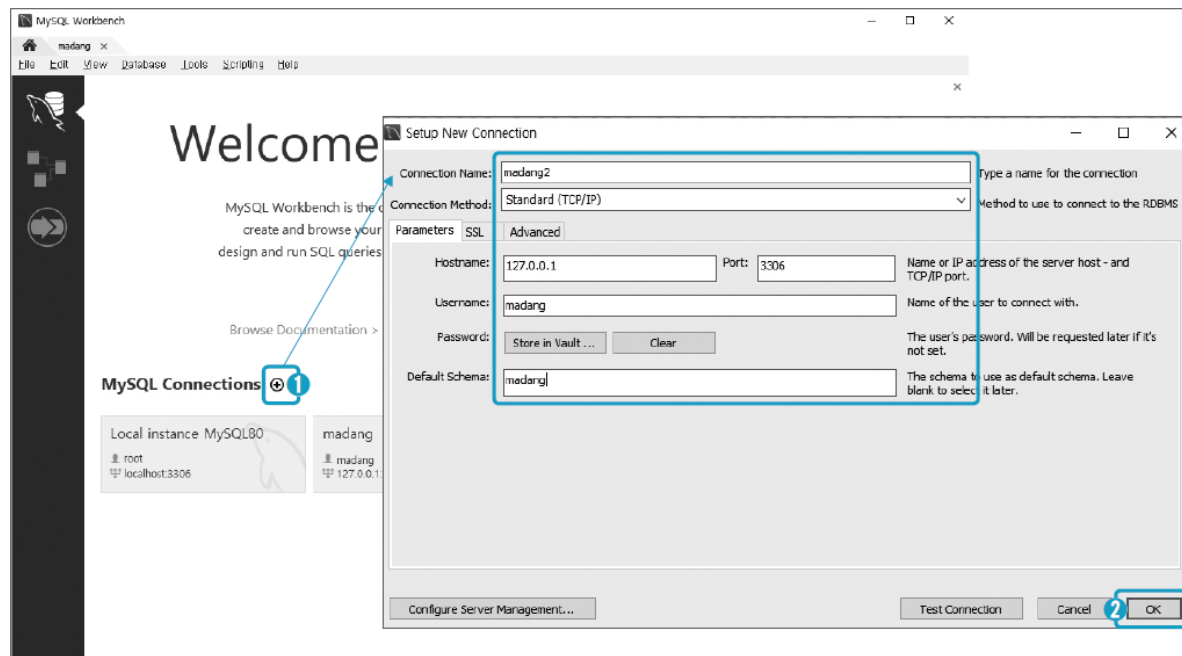 MySQL Workbench
madang ×
File Edit View Database Tools Scripting Help
Welcome
MySQL Workbench is the
create and browse your
design and run SQL queries
Browse Documentation >
MySQL Connections ⊕ 1
Local instance MySQL80
root
localhost:3306
madang
madang
127.0.0.1:
Setup New Connection
Connection Name: madang2 Type a name for the connection
Connection Method: Standard (TCP/IP) Method to use to connect to the RDBMS
Parameters SSL Advanced
Hostname: 127.0.0.1 Port: 3306 Name or IP address of the server host - and
TCP/IP port.
Username: madang Name of the user to connect with.
Password: Store in Vault ... Clear The user's password. Will be requested later if it's
not set.
Default Schema: madang The schema to use as default schema. Leave
blank to select it later.
Configure Server Management... Test Connection Cancel 2 OK